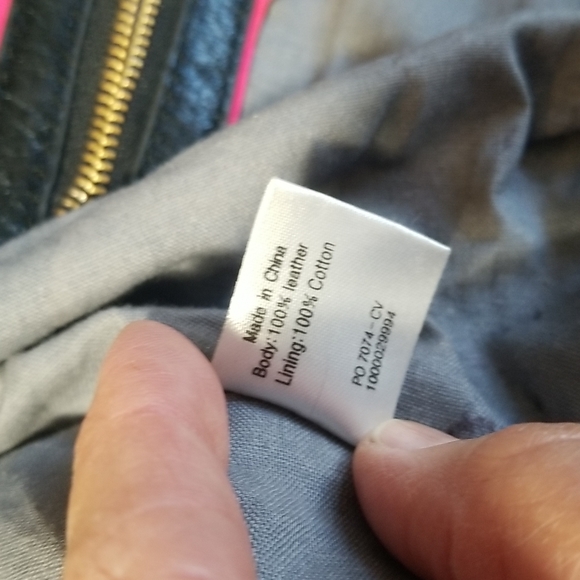 Made in China
Body:100% leather
Lining:100% Cotton
PO 7074-CV
1000029994